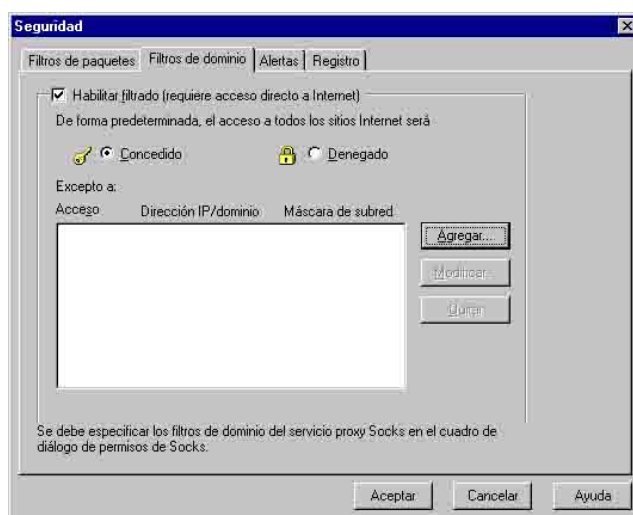 Seguridad
Filtros de paquetes Filtros de dominio Alertas Registro
Habilitar filtrado (requiere acceso directo a Internet)
De forma predeterminada, el acceso a todos los sitios Internet será
Concedido Denegado
Excepto a:
Acceso Dirección IP/dominio Máscara de subred
Agregar...
Modificar...
Quitar
Se debe especificar los filtros de dominio del servicio proxy Socks en el cuadro de
diálogo de permisos de Socks.
Aceptar Cancelar Ayuda